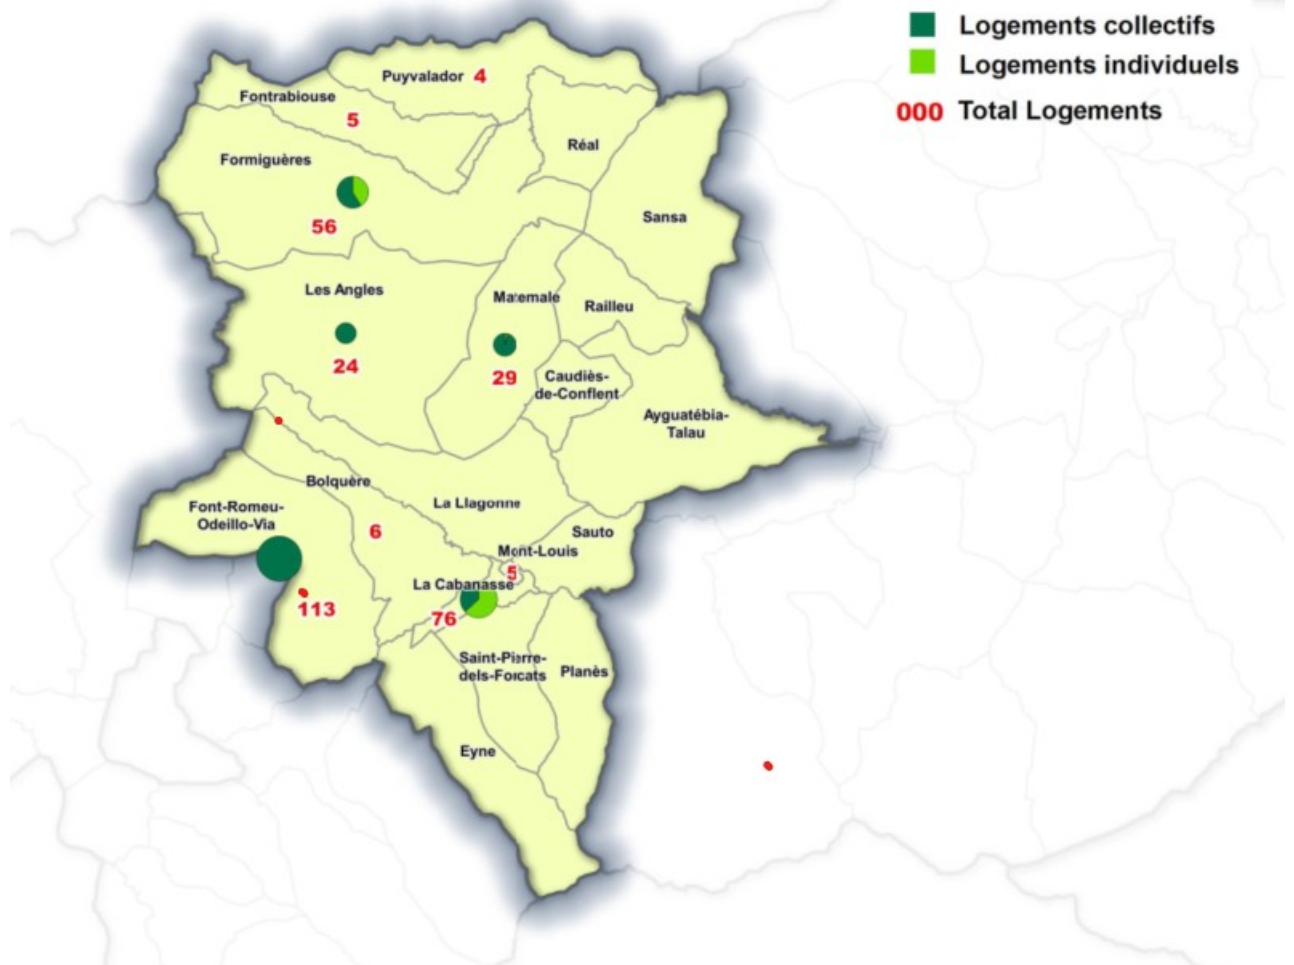 Logements collectifs
Logements individuels
000 Total Logements
Puyvalador 4
Fontrabiouse
5
Réal
Formiguères
56
Sansa
Les Angles
24
Matemale
29
Railleu
Caudiès-
de-Conflent
Ayguatébia-
Talau
Bolquère
6
La Llagonne
Font-Romeu-
Odeillo-Via
113
Sauto
Mont-Louis
5
La Cabanasse
76
Saint-Pierre-
dels-Forcats
Planès
Eyne